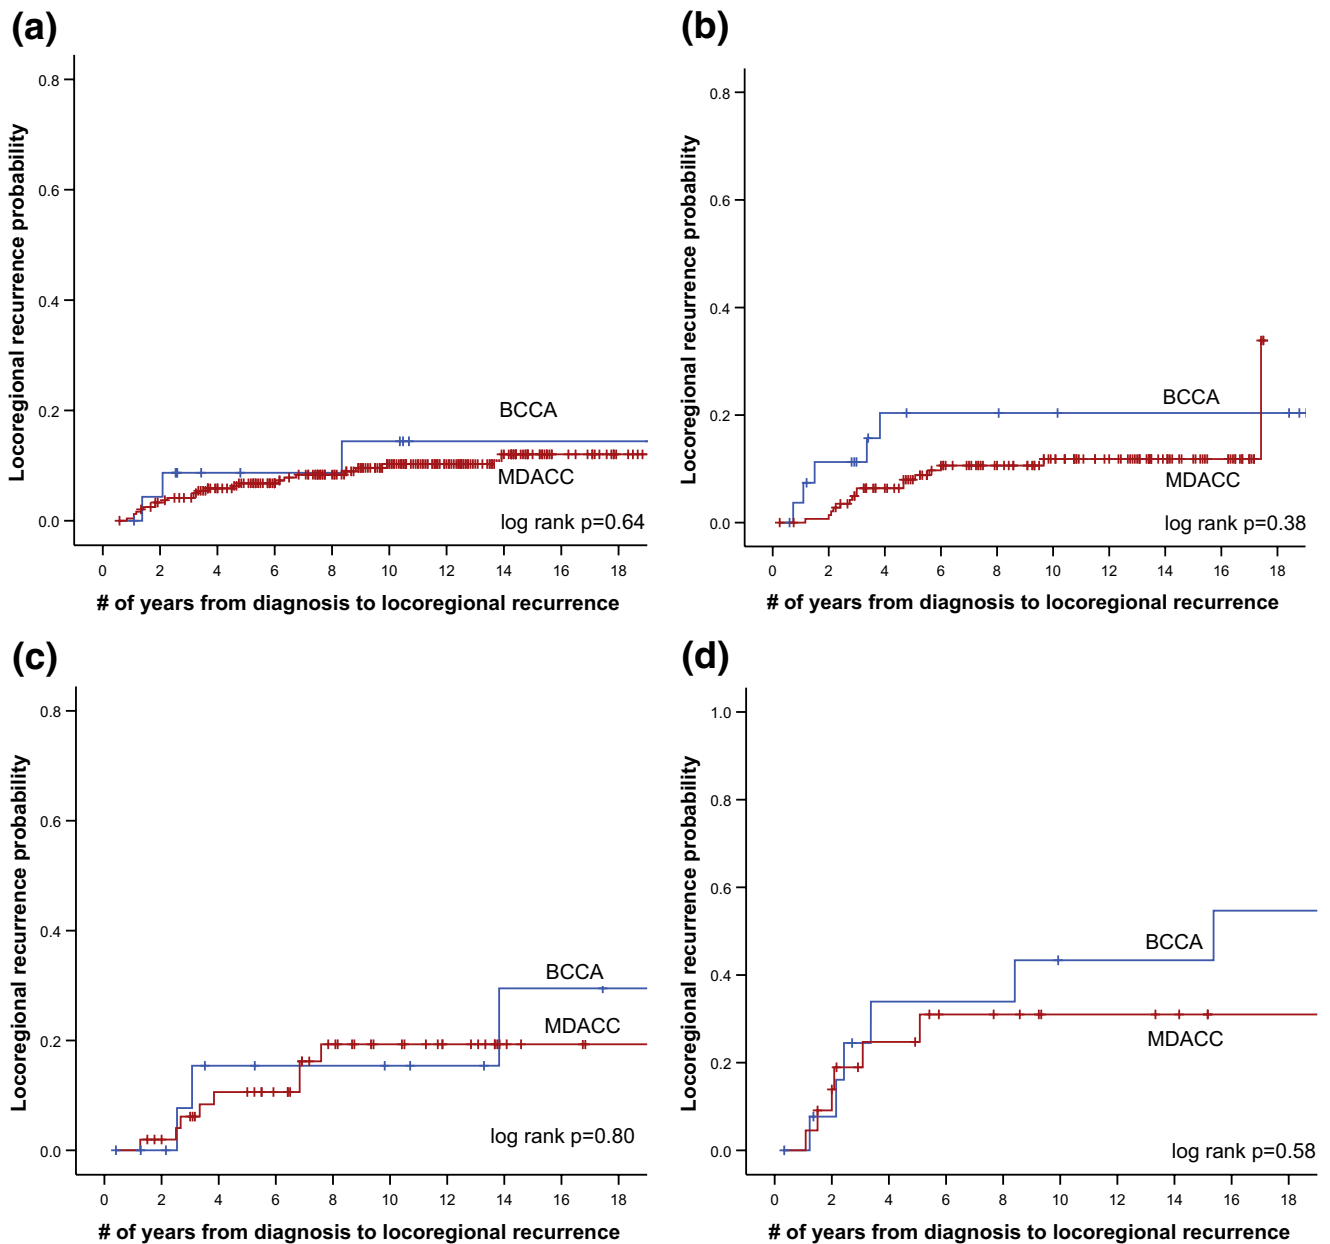 (a)
Locoregional recurrence probability
0.8
0.6
0.4
0.2
0.0
BCCA
MDACC
log rank p=0.64
0 2 4 6 8 10 12 14 16 18
# of years from diagnosis to locoregional recurrence
(b)
Locoregional recurrence probability
0.8
0.6
0.4
0.2
0.0
BCCA
MDACC
log rank p=0.38
0 2 4 6 8 10 12 14 16 18
# of years from diagnosis to locoregional recurrence
(c)
Locoregional recurrence probability
0.8
0.6
0.4
0.2
0.0
BCCA
MDACC
log rank p=0.80
0 2 4 6 8 10 12 14 16 18
# of years from diagnosis to locoregional recurrence
(d)
Locoregional recurrence probability
1.0
0.8
0.6
0.4
0.2
0.0
BCCA
MDACC
log rank p=0.58
0 2 4 6 8 10 12 14 16 18
# of years from diagnosis to locoregional recurrence